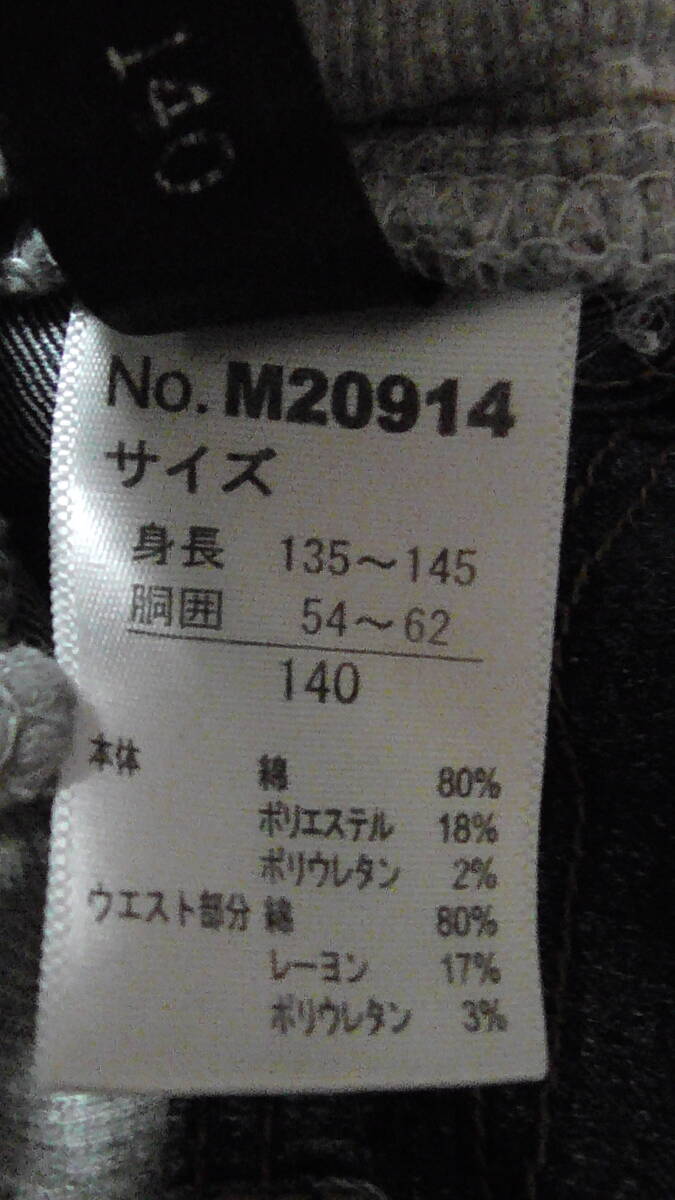 140
No. M20914
サイズ
身長 135～145
胴囲 54～62
140
本体 綿 80%
ポリエステル 18%
ポリウレタン 2%
ウエスト部分 綿 80%
レーヨン 17%
ポリウレタン 3%